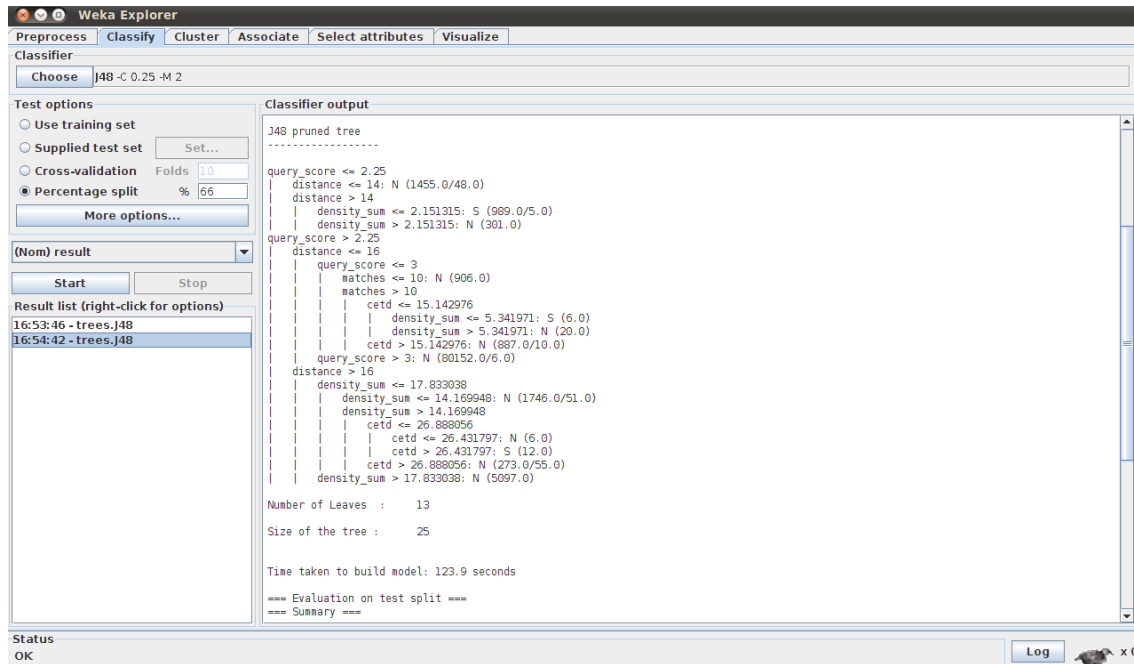 Weka Explorer
Preprocess Classify Cluster Associate Select attributes Visualize
Classifier
Choose J48 -C 0.25 -M 2
Test options
Use training set
Supplied test set Set...
Cross-validation Folds 10
Percentage split % 66
More options...
(Nom) result
Start Stop
Result list (right-click for options)
16:53:46 - trees.J48
16:54:42 - trees.J48
Classifier output
J48 pruned tree
------------------
query_score <= 2.25
|   distance <= 14: N (1455.0/48.0)
|   distance > 14
|   |   density_sum <= 2.151315: S (989.0/5.0)
|   |   density_sum > 2.151315: N (301.0)
query_score > 2.25
|   distance <= 16
|   |   query_score <= 3
|   |   |   matches <= 10: N (906.0)
|   |   |   matches > 10
|   |   |   |   cetd <= 15.142976
|   |   |   |   |   density_sum <= 5.341971: S (6.0)
|   |   |   |   |   density_sum > 5.341971: N (20.0)
|   |   |   |   cetd > 15.142976: N (887.0/10.0)
|   |   query_score > 3: N (80152.0/6.0)
|   distance > 16
|   |   density_sum <= 17.833038
|   |   |   density_sum <= 14.169948: N (1746.0/51.0)
|   |   |   density_sum > 14.169948
|   |   |   |   cetd <= 26.888056
|   |   |   |   |   cetd <= 26.431797: N (6.0)
|   |   |   |   |   cetd > 26.431797: S (12.0)
|   |   |   |   cetd > 26.888056: N (273.0/55.0)
|   |   density_sum > 17.833038: N (5097.0)
Number of Leaves  :     13
Size of the tree :      25
Time taken to build model: 123.9 seconds
=== Evaluation on test split ===
=== Summary ===
Status
OK
Log x